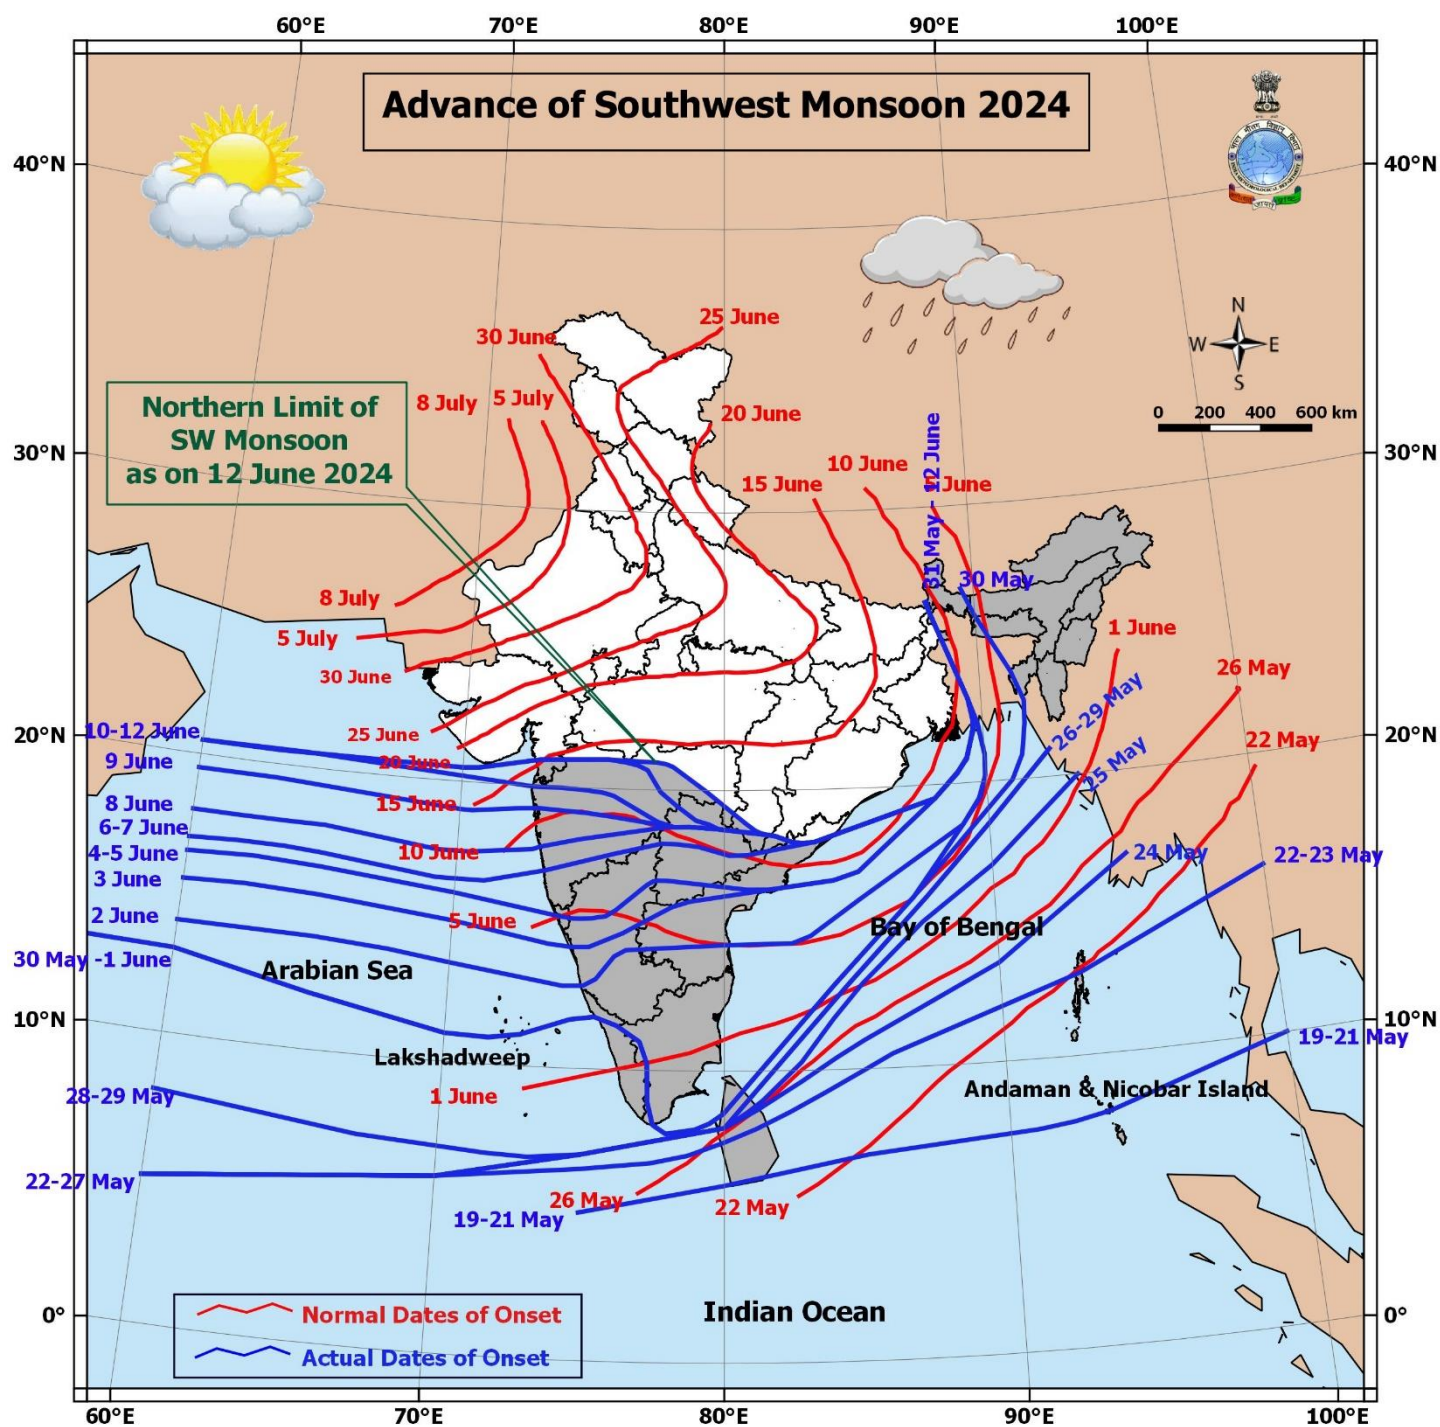 60°E 70°E 80°E 90°E 100°E
Advance of Southwest Monsoon 2024
40°N 40°N
N
W E
S
25 June
30 June
Northern Limit of
SW Monsoon
as on 12 June 2024
8 July
5 July
20 June
0 200 400 600 km
31 May -12 June
30°N 30°N
10 June
15 June
5 June
30 May
8 July
1 June
5 July
26 May
30 June
26-29 May
10-12 June
20°N 20°N
25 June
22 May
9 June
20 June
25 May
8 June
15 June
6-7 June
4-5 June
10 June
24 May
22-23 May
3 June
2 June
5 June
Bay of Bengal
30 May -1 June
Arabian Sea
10°N 10°N
19-21 May
Lakshadweep
28-29 May
1 June
Andaman & Nicobar Island
22-27 May
26 May
22 May
19-21 May
0° 0°
Indian Ocean
Normal Dates of Onset
Actual Dates of Onset
60°E 70°E 80°E 90°E 100°E